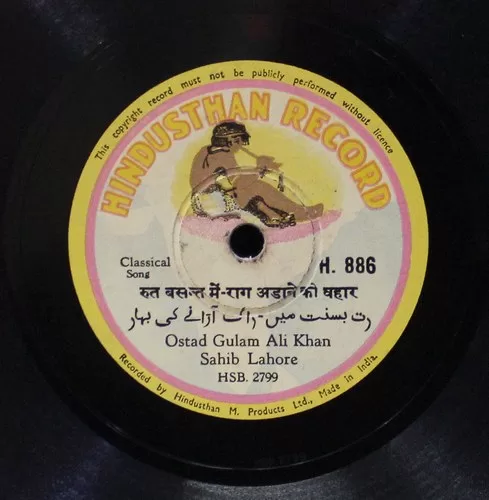 This copyright record must not be publicly performed without licence
HINDUSTHAN RECORD
Classical
Song
H. 886
रुत बसन्त में-राग अडाने की बहार
رت بسنت میں-راگ آڑانے کی بہار
Ostad Gulam Ali Khan
Sahib Lahore
HSB. 2799
Recorded by Hindusthan M. Products Ltd., Made in India.